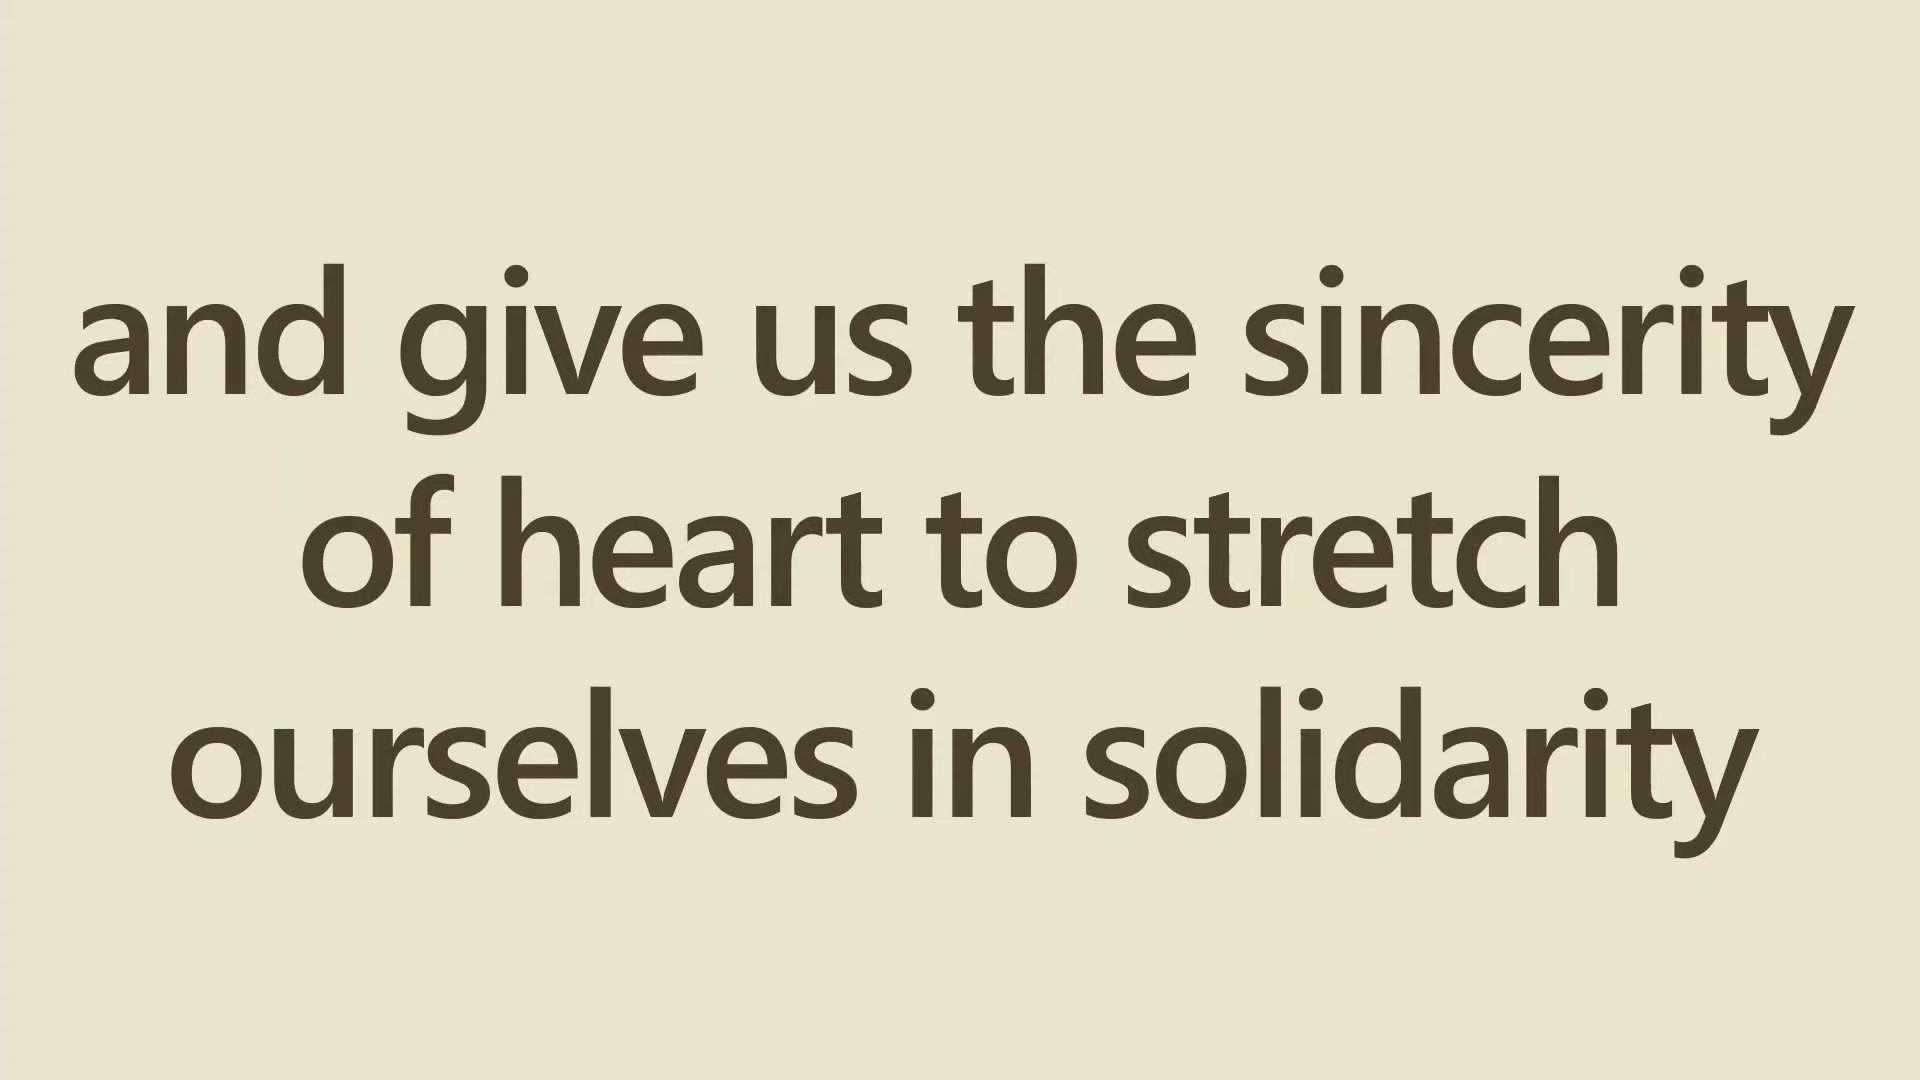 and give us the sincerity
of heart to stretch
ourselves in solidarity